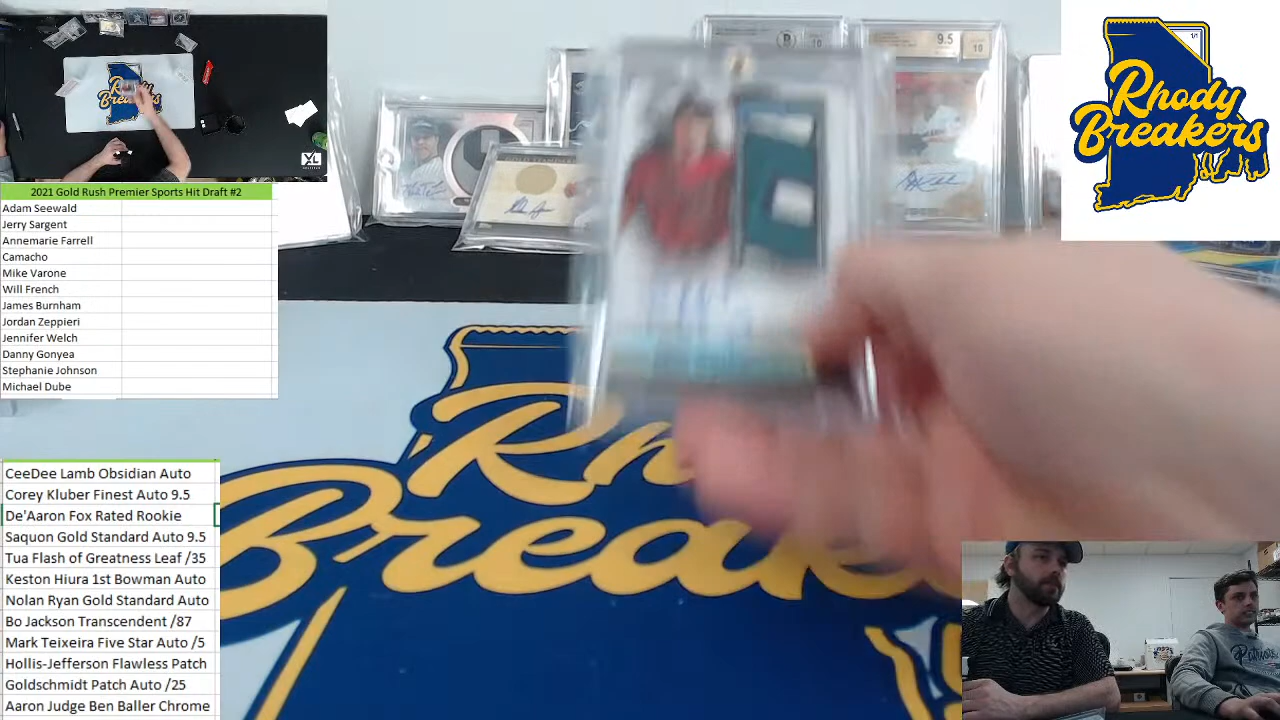 2021 Gold Rush Premier Sports Hit Draft #2
Adam Seewald
Jerry Sargent
Annemarie Farrell
Camacho
Mike Varone
Will French
James Burnham
Jordan Zeppieri
Jennifer Welch
Danny Gonyea
Stephanie Johnson
Michael Dube
CeeDee Lamb Obsidian Auto
Corey Kluber Finest Auto 9.5
De'Aaron Fox Rated Rookie
Saquon Gold Standard Auto 9.5
Tua Flash of Greatness Leaf /35
Keston Hiura 1st Bowman Auto
Nolan Ryan Gold Standard Auto
Bo Jackson Transcendent /87
Mark Teixeira Five Star Auto /5
Hollis-Jefferson Flawless Patch
Goldschmidt Patch Auto /25
Aaron Judge Ben Baller Chrome
Rhody
Breakers
1/1
XL
9.5
10
10